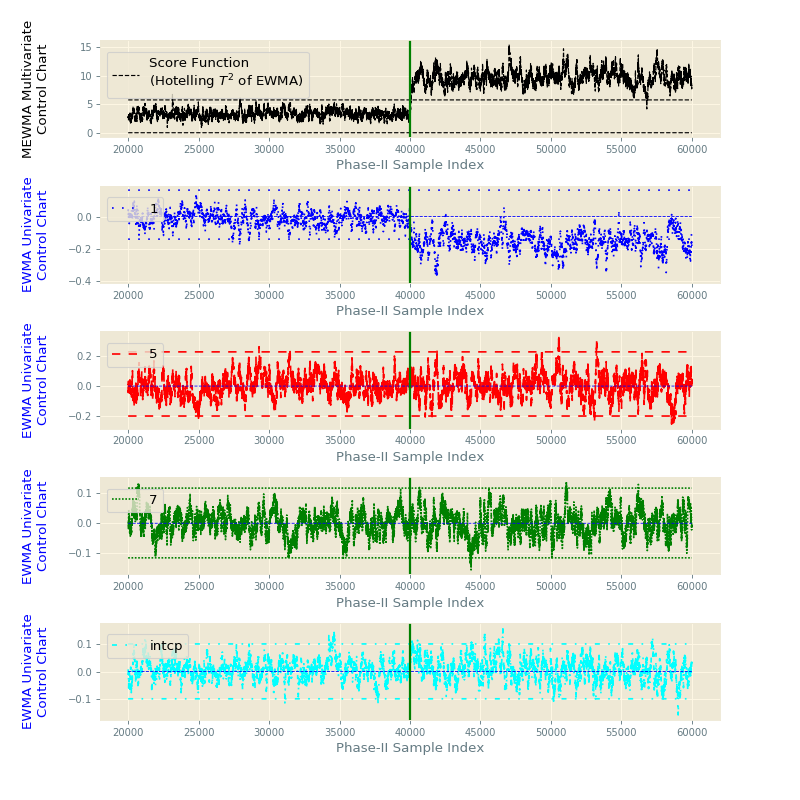 MEWMA Multivariate
Control Chart
15
10
5
0
Score Function
(Hotelling T² of EWMA)
20000 25000 30000 35000 40000 45000 50000 55000 60000
Phase-II Sample Index
EWMA Univariate
Control Chart
0.0
−0.2
−0.4
1
20000 25000 30000 35000 40000 45000 50000 55000 60000
Phase-II Sample Index
EWMA Univariate
Control Chart
0.2
0.0
−0.2
5
20000 25000 30000 35000 40000 45000 50000 55000 60000
Phase-II Sample Index
EWMA Univariate
Control Chart
0.1
0.0
−0.1
7
20000 25000 30000 35000 40000 45000 50000 55000 60000
Phase-II Sample Index
EWMA Univariate
Control Chart
0.1
0.0
−0.1
intcp
20000 25000 30000 35000 40000 45000 50000 55000 60000
Phase-II Sample Index